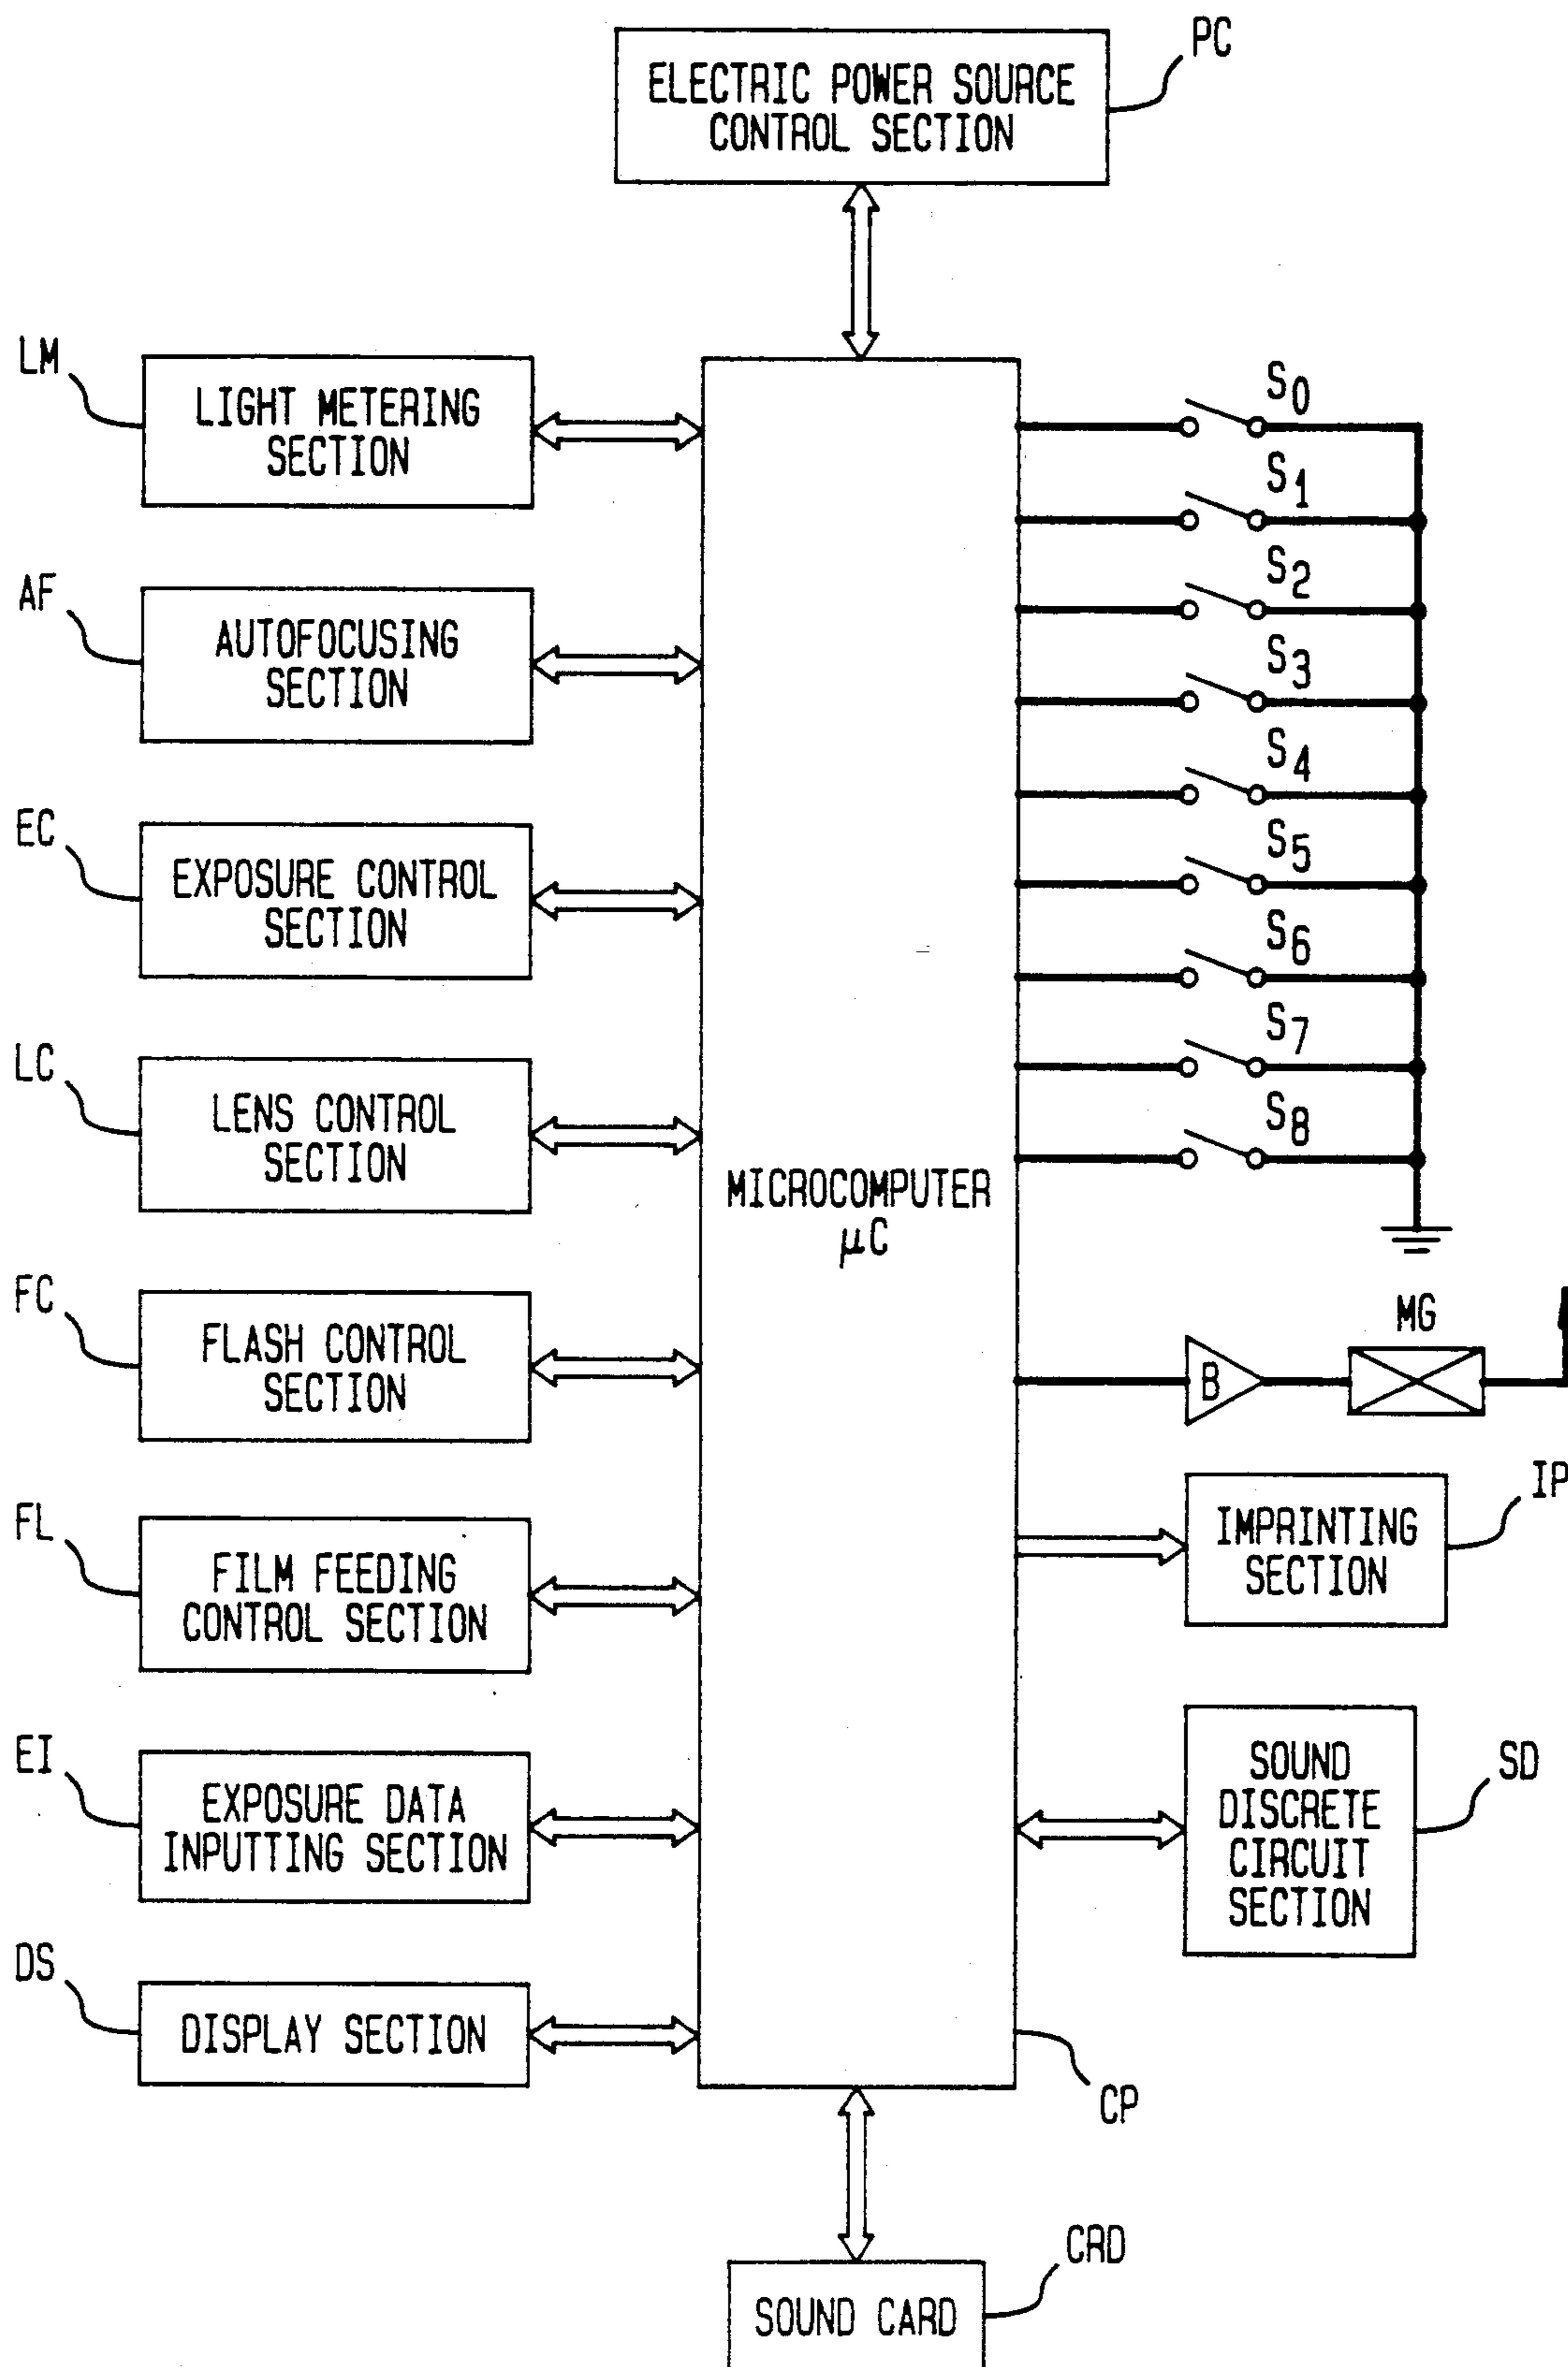 PC
ELECTRIC POWER SOURCE
CONTROL SECTION
LM
LIGHT METERING
SECTION
AF
AUTOFOCUSING
SECTION
EC
EXPOSURE CONTROL
SECTION
LC
LENS CONTROL
SECTION
FC
FLASH CONTROL
SECTION
FL
FILM FEEDING
CONTROL SECTION
EI
EXPOSURE DATA
INPUTTING SECTION
DS
DISPLAY SECTION
MICROCOMPUTER
μC
S0
S1
S2
S3
S4
S5
S6
S7
S8
MG
B
IP
IMPRINTING
SECTION
SD
SOUND
DISCRETE
CIRCUIT
SECTION
CP
CRD
SOUND CARD